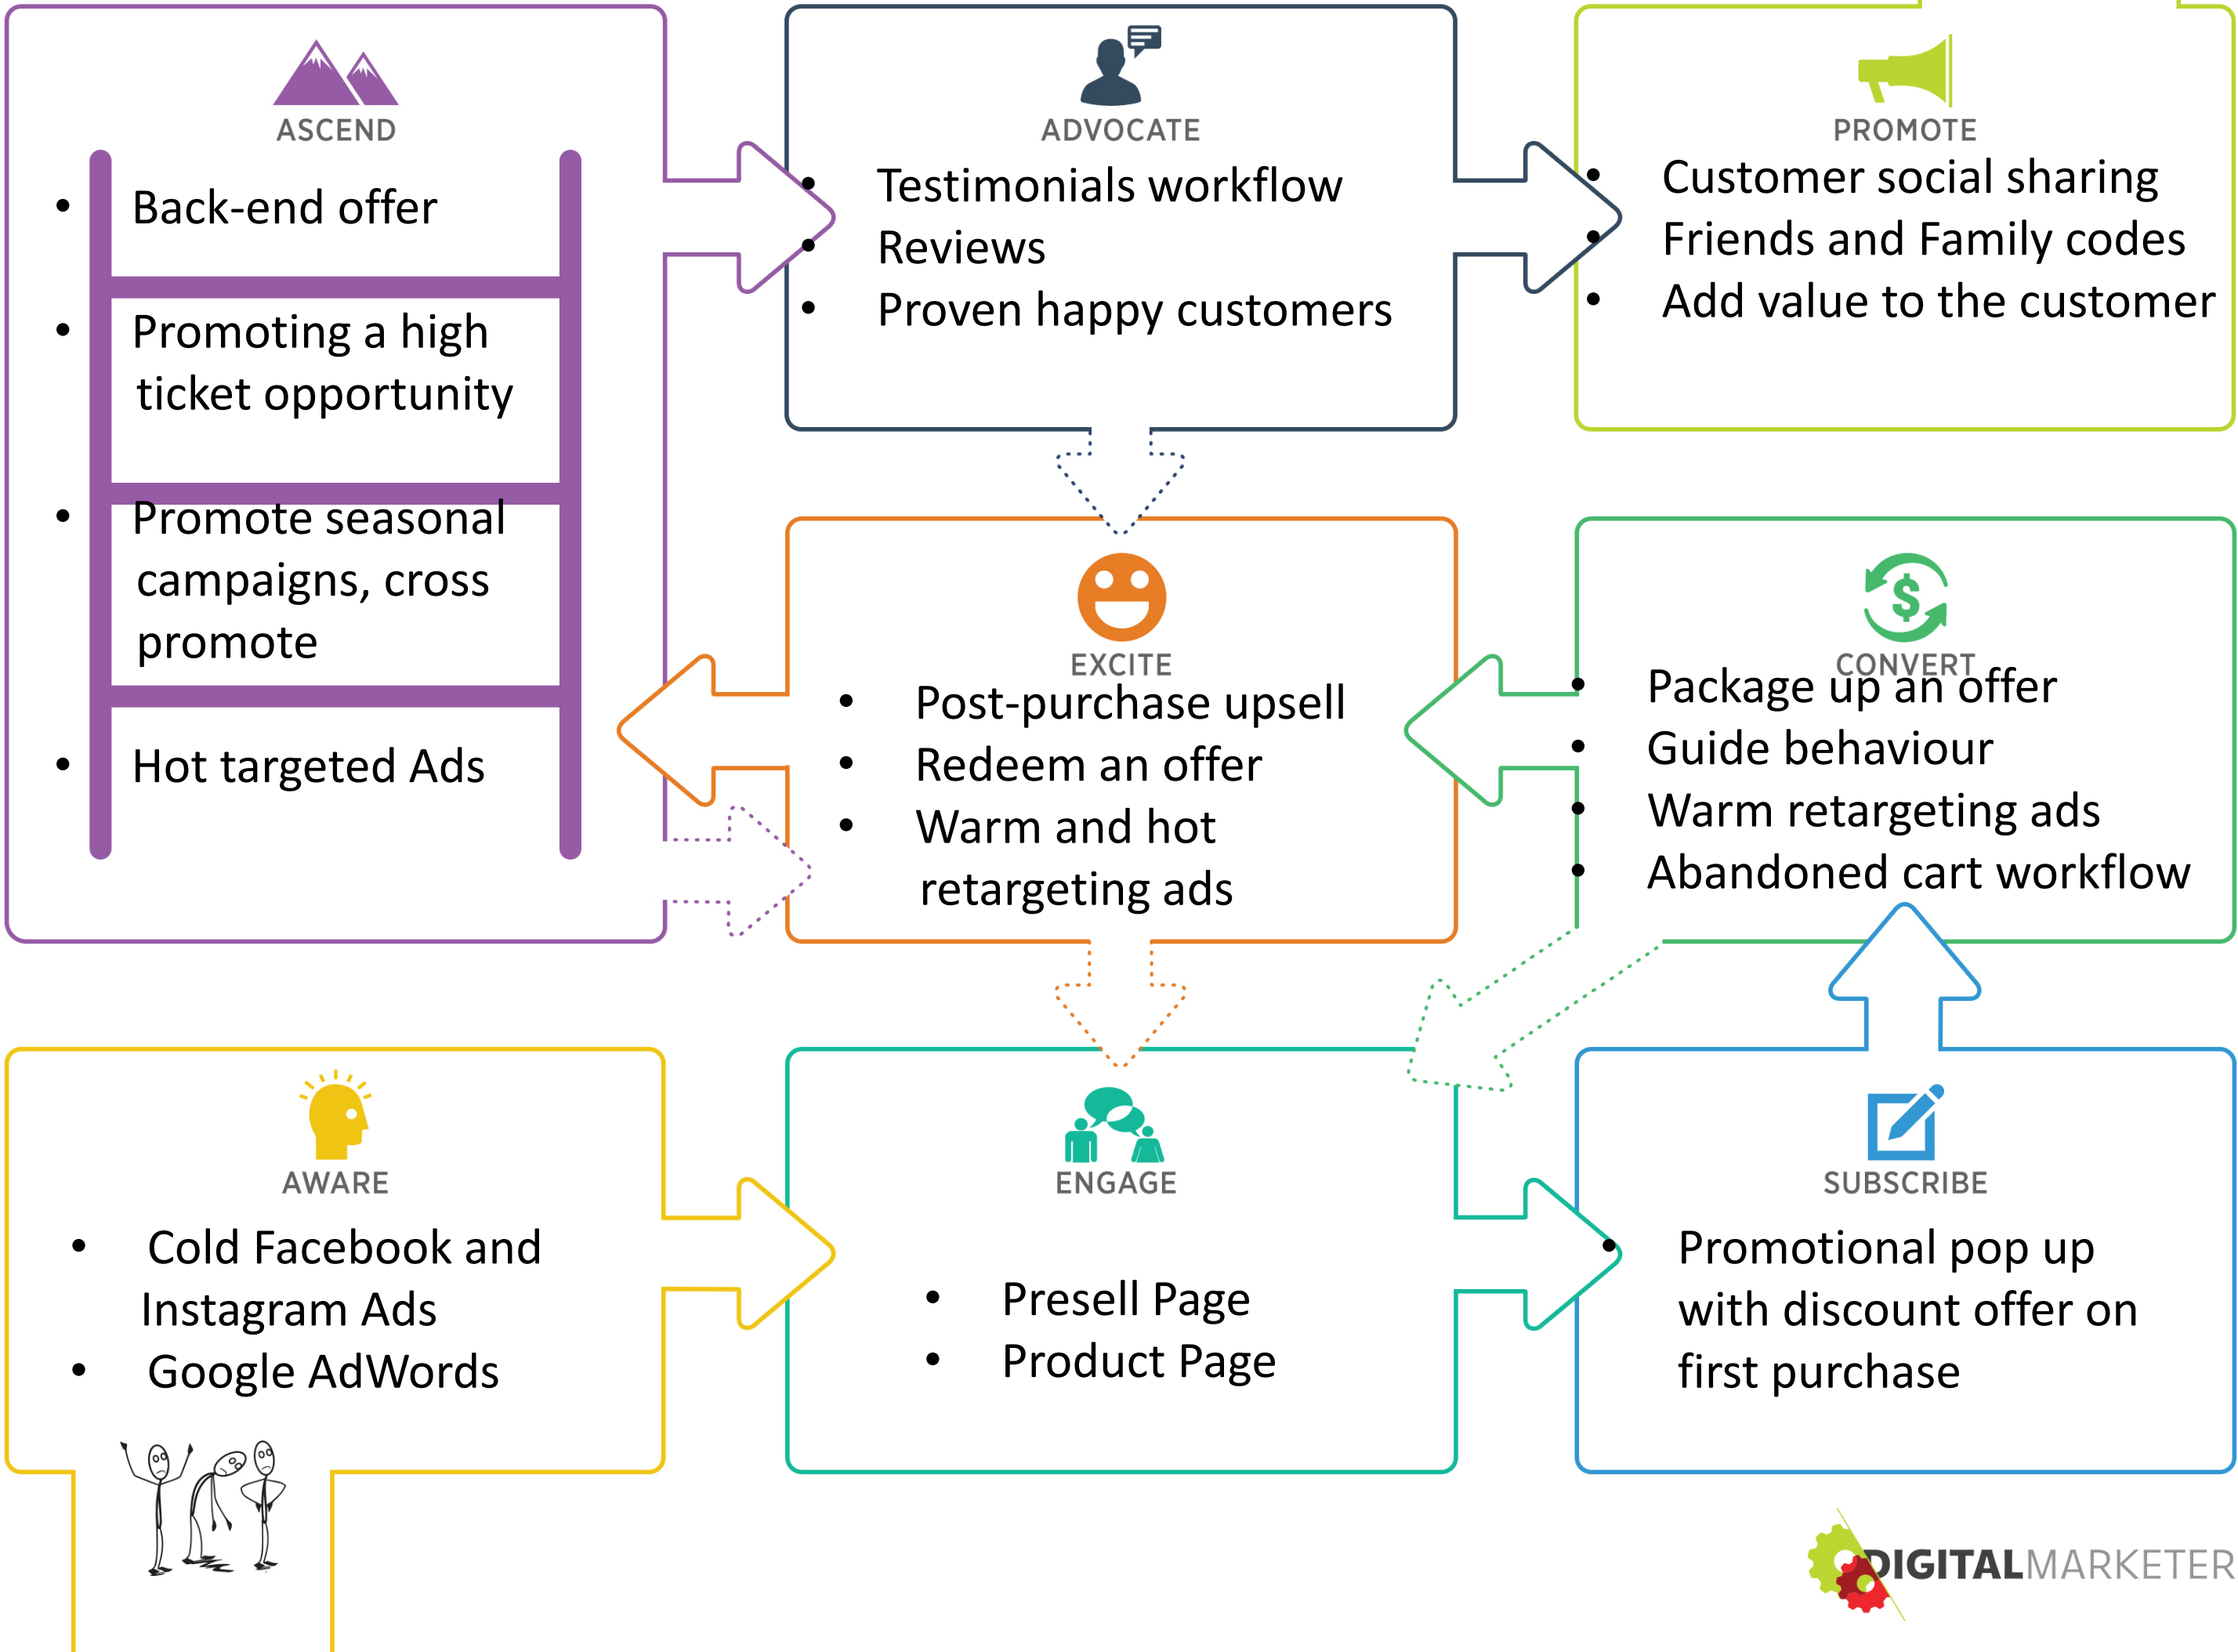 ASCEND
• Back-end offer
• Promoting a high
ticket opportunity
• Promote seasonal
campaigns, cross
promote
• Hot targeted Ads
ADVOCATE
• Testimonials workflow
• Reviews
• Proven happy customers
PROMOTE
• Customer social sharing
• Friends and Family codes
• Add value to the customer
EXCITE
• Post-purchase upsell
• Redeem an offer
• Warm and hot
retargeting ads
CONVERT
• Package up an offer
• Guide behaviour
• Warm retargeting ads
• Abandoned cart workflow
AWARE
• Cold Facebook and
Instagram Ads
• Google AdWords
ENGAGE
• Presell Page
• Product Page
SUBSCRIBE
• Promotional pop up
with discount offer on
first purchase
DIGITALMARKETER